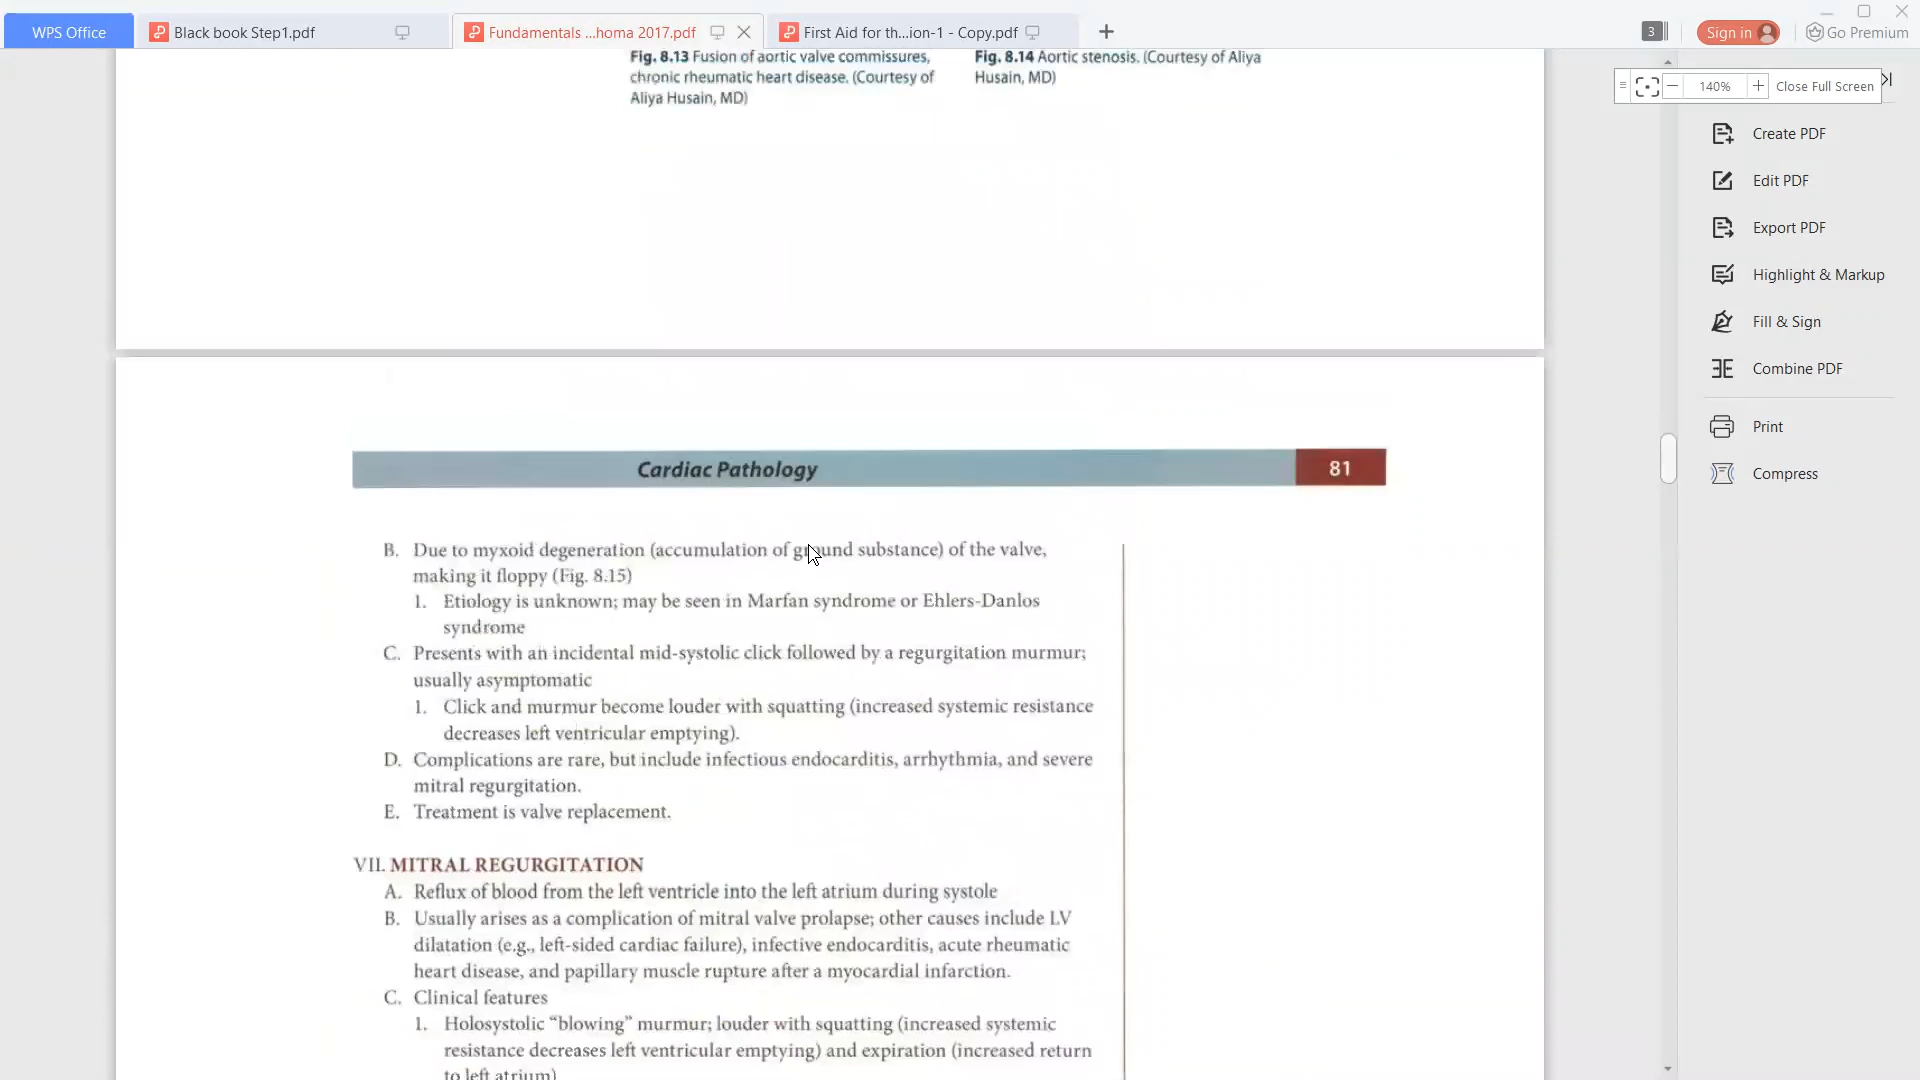 WPS Office
Black book Step1.pdf
Fundamentals ...homa 2017.pdf
First Aid for th...ion-1 - Copy.pdf
3
Sign in
Go Premium
140%
Close Full Screen
Create PDF
Edit PDF
Export PDF
Highlight & Markup
Fill & Sign
Combine PDF
Print
Compress
Fig. 8.13 Fusion of aortic valve commissures,
chronic rheumatic heart disease. (Courtesy of
Aliya Husain, MD)
Fig. 8.14 Aortic stenosis. (Courtesy of Aliya
Husain, MD)
Cardiac Pathology
81
B. Due to myxoid degeneration (accumulation of ground substance) of the valve,
making it floppy (Fig. 8.15)
1. Etiology is unknown; may be seen in Marfan syndrome or Ehlers-Danlos
syndrome
C. Presents with an incidental mid-systolic click followed by a regurgitation murmur;
usually asymptomatic
1. Click and murmur become louder with squatting (increased systemic resistance
decreases left ventricular emptying).
D. Complications are rare, but include infectious endocarditis, arrhythmia, and severe
mitral regurgitation.
E. Treatment is valve replacement.
VII. MITRAL REGURGITATION
A. Reflux of blood from the left ventricle into the left atrium during systole
B. Usually arises as a complication of mitral valve prolapse; other causes include LV
dilatation (e.g., left-sided cardiac failure), infective endocarditis, acute rheumatic
heart disease, and papillary muscle rupture after a myocardial infarction.
C. Clinical features
1. Holosystolic “blowing” murmur; louder with squatting (increased systemic
resistance decreases left ventricular emptying) and expiration (increased return
to left atrium)